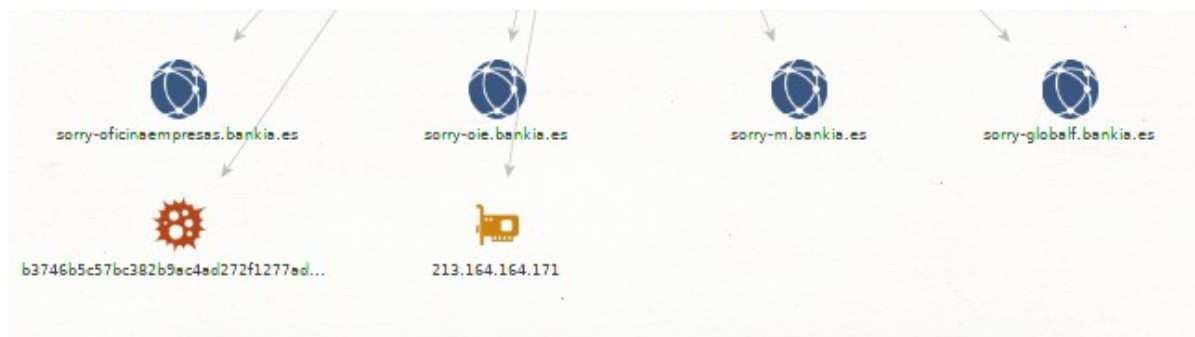 sorry-oficinaempresas.bankia.es
sorry-oie.bankia.es
sorry-m.bankia.es
sorry-globalf.bankia.es
b3746b5c57bc382b9ac4ad272f1277ad...
213.164.164.171